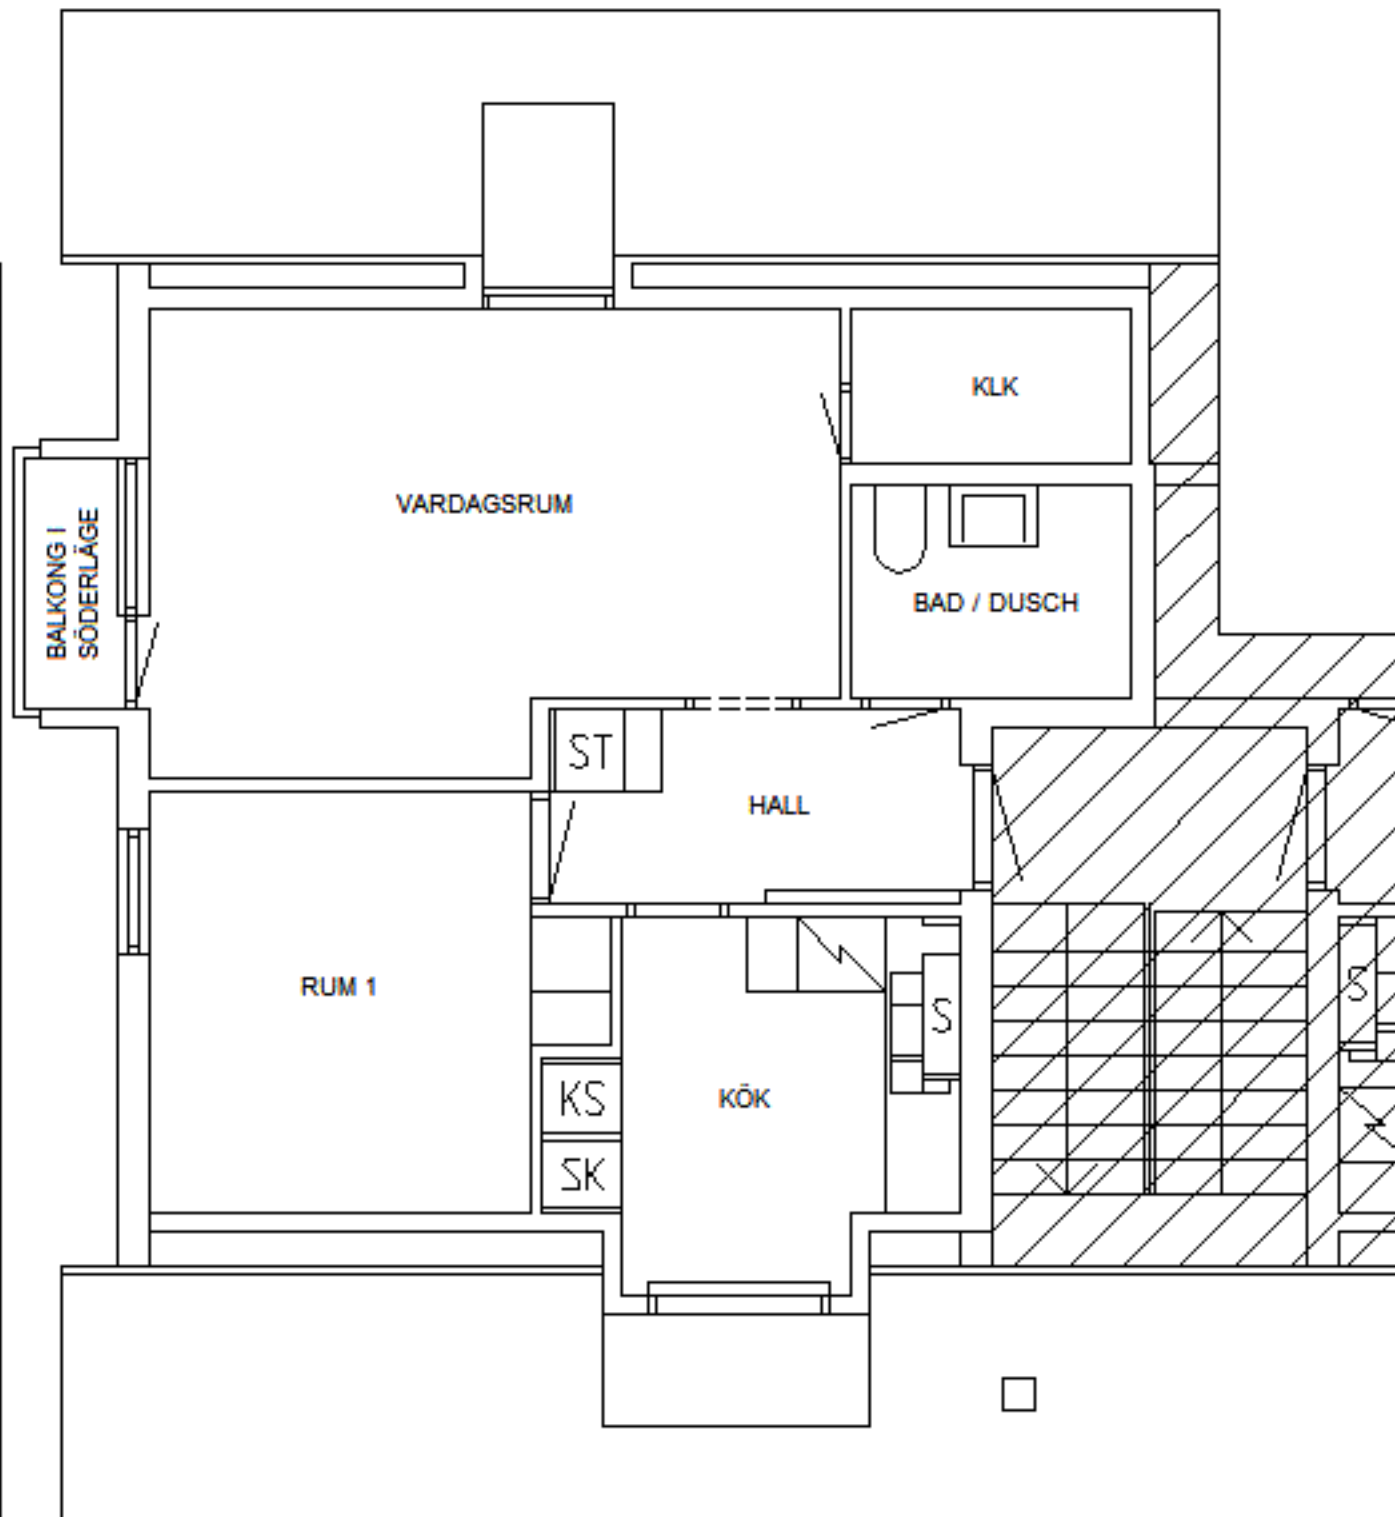 KLK
VARDAGSRUM
BALKONG I
SÖDERLÄGE
BAD / DUSCH
ST
HALL
RUM 1
S
S
KÖK
KS
SK